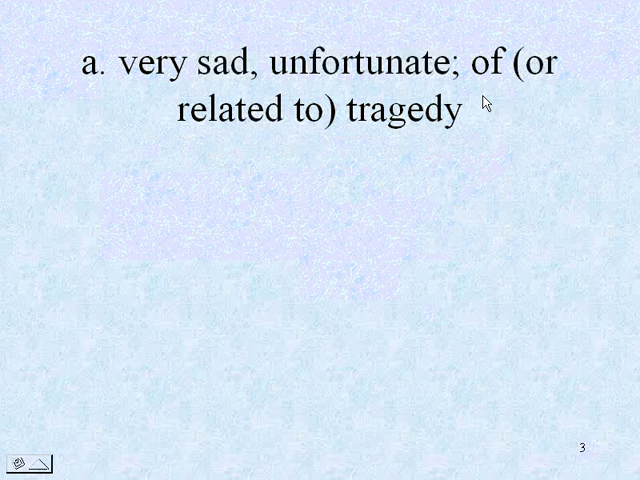 a. very sad, unfortunate; of (or
related to) tragedy
3